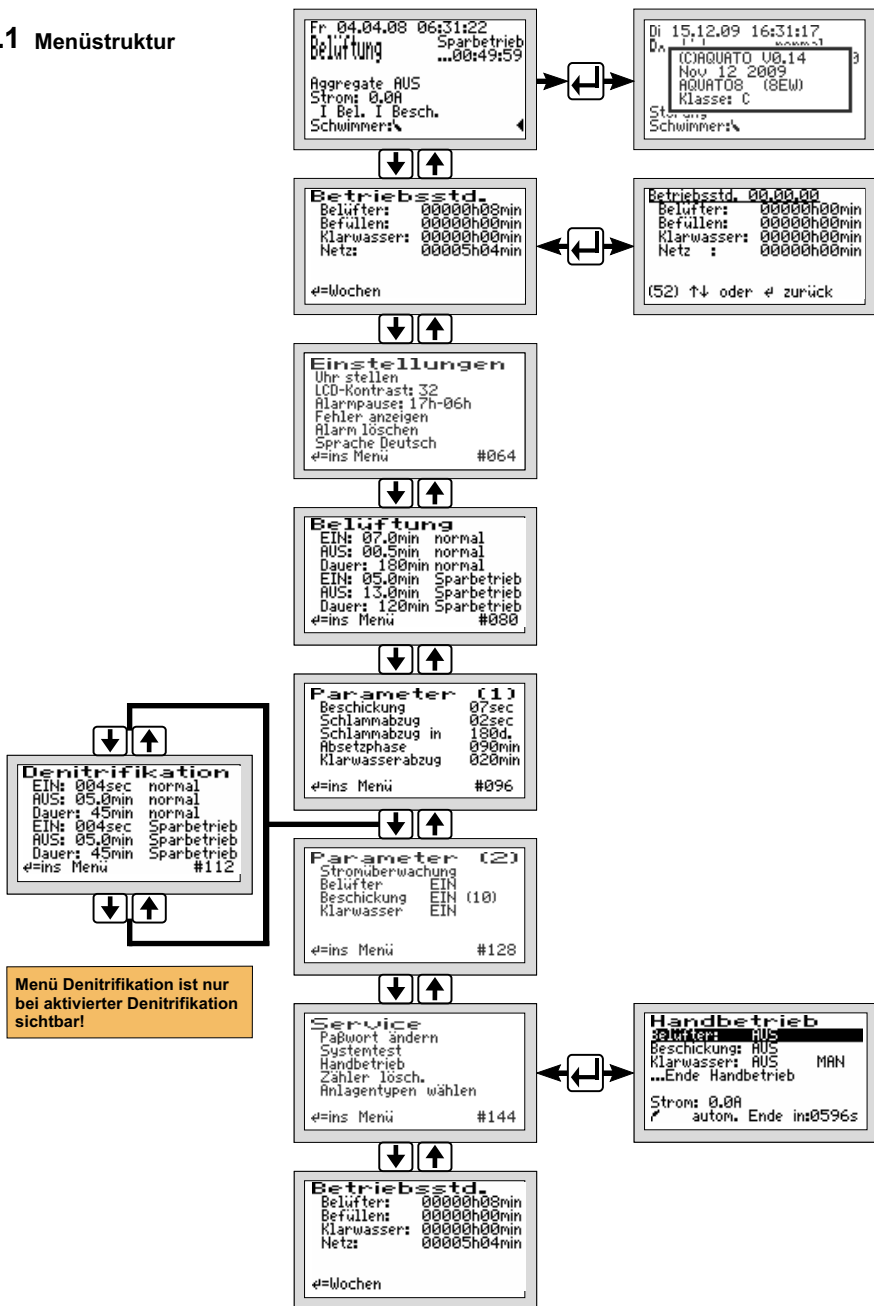 .1 Menüstruktur
Fr 04.04.08 06:31:22
Belüftung Sparbetrieb
...00:49:59
Aggregate AUS
Strom: 0.0A
I Bel. I Besch.
Schwimmer:
Di 15.12.09 16:31:17
(C)AQUATO V0.14
Nov 12 2009
AQUATO8 (8EW)
Klasse: C
Störung
Schwimmer:
Betriebsstd.
Belüfter: 00000h08min
Befüllen: 00000h00min
Klarwasser: 00000h00min
Netz: 00005h04min
↵=Wochen
Betriebsstd. 00.00.00
Belüfter: 00000h00min
Befüllen: 00000h00min
Klarwasser: 00000h00min
Netz : 00000h00min
(52) ↑↓ oder ↵ zurück
Einstellungen
Uhr stellen
LCD-Kontrast: 32
Alarmpause: 17h-06h
Fehler anzeigen
Alarm löschen
Sprache Deutsch
↵=ins Menü #064
Belüftung
EIN: 07.0min normal
AUS: 00.5min normal
Dauer: 180min normal
EIN: 05.0min Sparbetrieb
AUS: 13.0min Sparbetrieb
Dauer: 120min Sparbetrieb
↵=ins Menü #080
Parameter (1)
Beschickung 07sec
Schlammabzug 02sec
Schlammabzug in 180d.
Absetzphase 090min
Klarwasserabzug 020min
↵=ins Menü #096
Denitrifikation
EIN: 004sec normal
AUS: 05.0min normal
Dauer: 45min normal
EIN: 004sec Sparbetrieb
AUS: 05.0min Sparbetrieb
Dauer: 45min Sparbetrieb
↵=ins Menü #112
Parameter (2)
Stromüberwachung
Belüfter EIN
Beschickung EIN (10)
Klarwasser EIN
↵=ins Menü #128
Menü Denitrifikation ist nur
bei aktivierter Denitrifikation
sichtbar!
Service
Paßwort ändern
Systemtest
Handbetrieb
Zähler lösch.
Anlagentypen wählen
↵=ins Menü #144
Handbetrieb
Belüfter: AUS
Beschickung: AUS
Klarwasser: AUS MAN
...Ende Handbetrieb
Strom: 0.0A
autom. Ende in:0596s
Betriebsstd.
Belüfter: 00000h08min
Befüllen: 00000h00min
Klarwasser: 00000h00min
Netz: 00005h04min
↵=Wochen